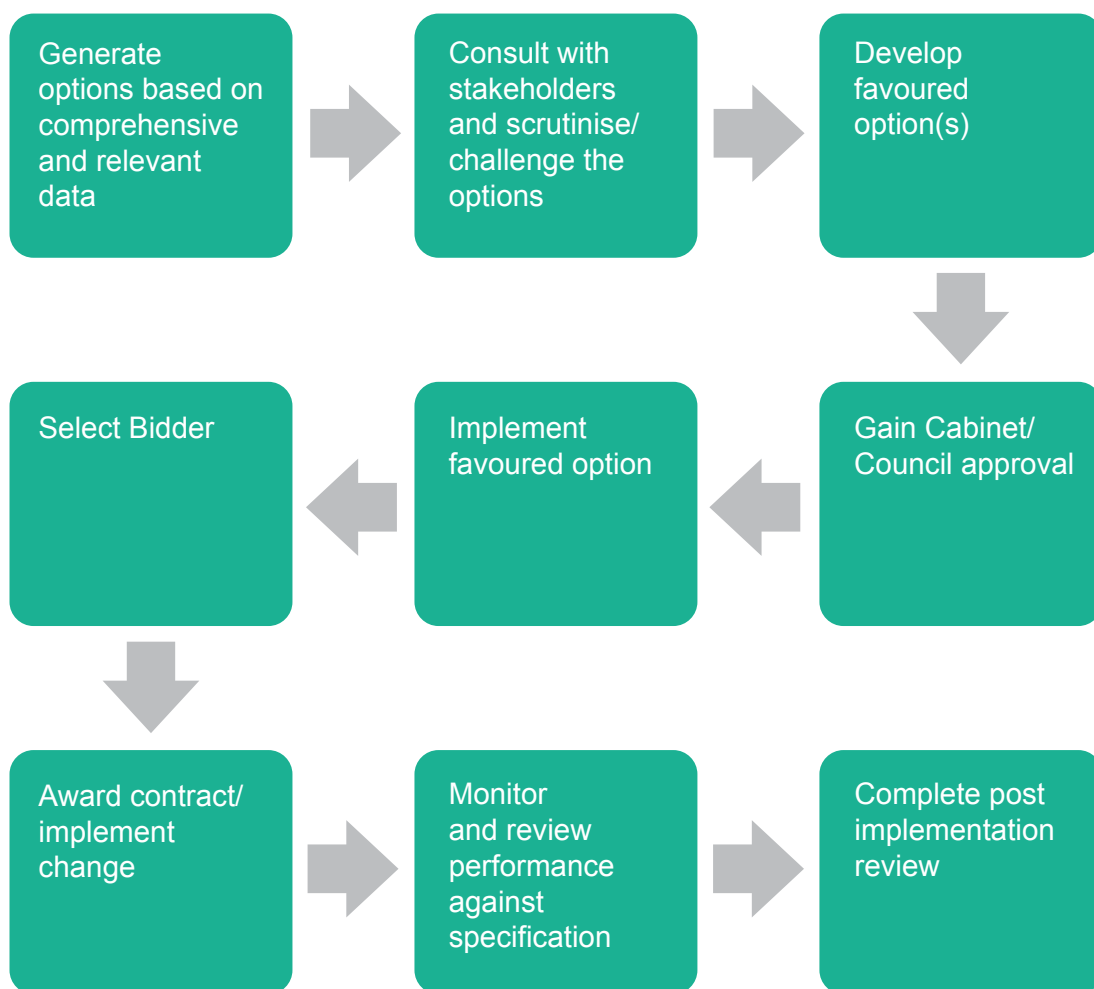 Generate
options based on
comprehensive
and relevant
data
Consult with
stakeholders
and scrutinise/
challenge the
options
Develop
favoured
option(s)
Gain Cabinet/
Council approval
Implement
favoured option
Select Bidder
Award contract/
implement
change
Monitor
and review
performance
against
specification
Complete post
implementation
review